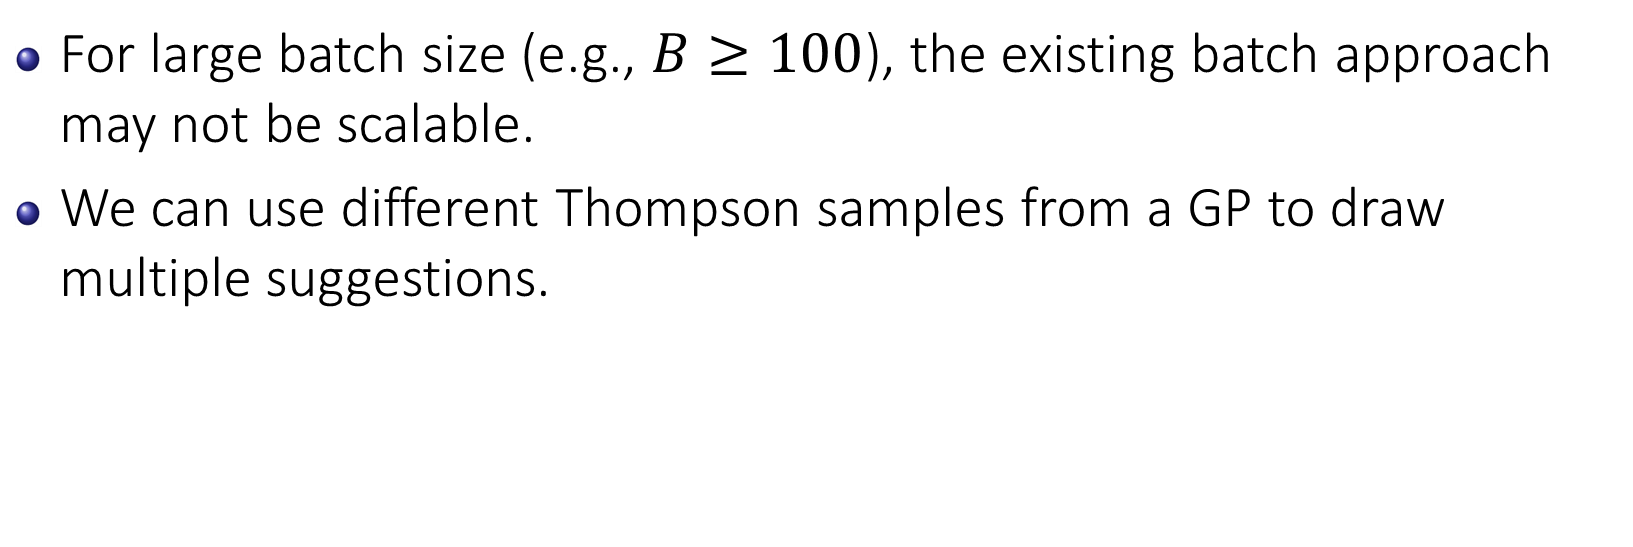 For large batch size (e.g., B ≥ 100), the existing batch approach
may not be scalable.
We can use different Thompson samples from a GP to draw
multiple suggestions.